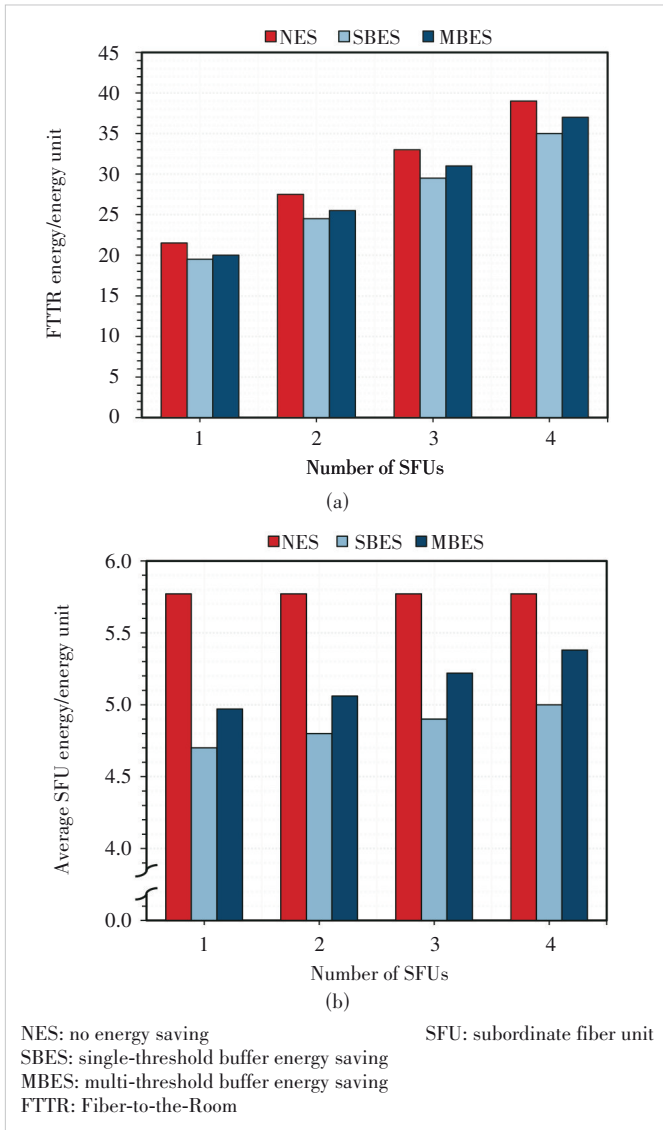 NES SBES MBES
45
40
35
30
25
20
15
10
5
0
FTTR energy/energy unit
1 2 3 4
Number of SFUs
(a)
NES SBES MBES
6.0
5.5
5.0
4.5
4.0
0.0
Average SFU energy/energy unit
1 2 3 4
Number of SFUs
(b)
NES: no energy saving SFU: subordinate fiber unit
SBES: single-threshold buffer energy saving
MBES: multi-threshold buffer energy saving
FTTR: Fiber-to-the-Room